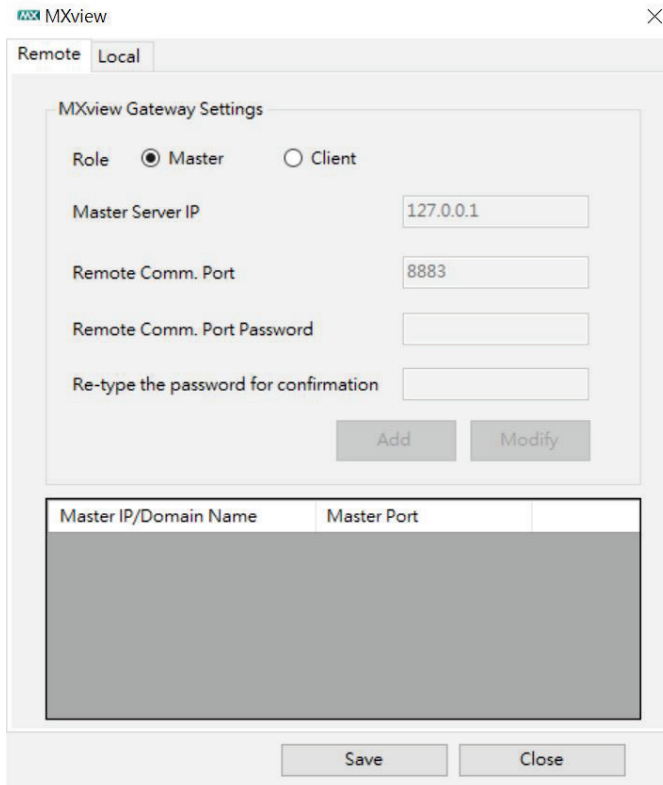 MXview
Remote Local
MXview Gateway Settings
Role Master Client
Master Server IP 127.0.0.1
Remote Comm. Port 8883
Remote Comm. Port Password
Re-type the password for confirmation
Add Modify
Master IP/Domain Name Master Port
Save Close